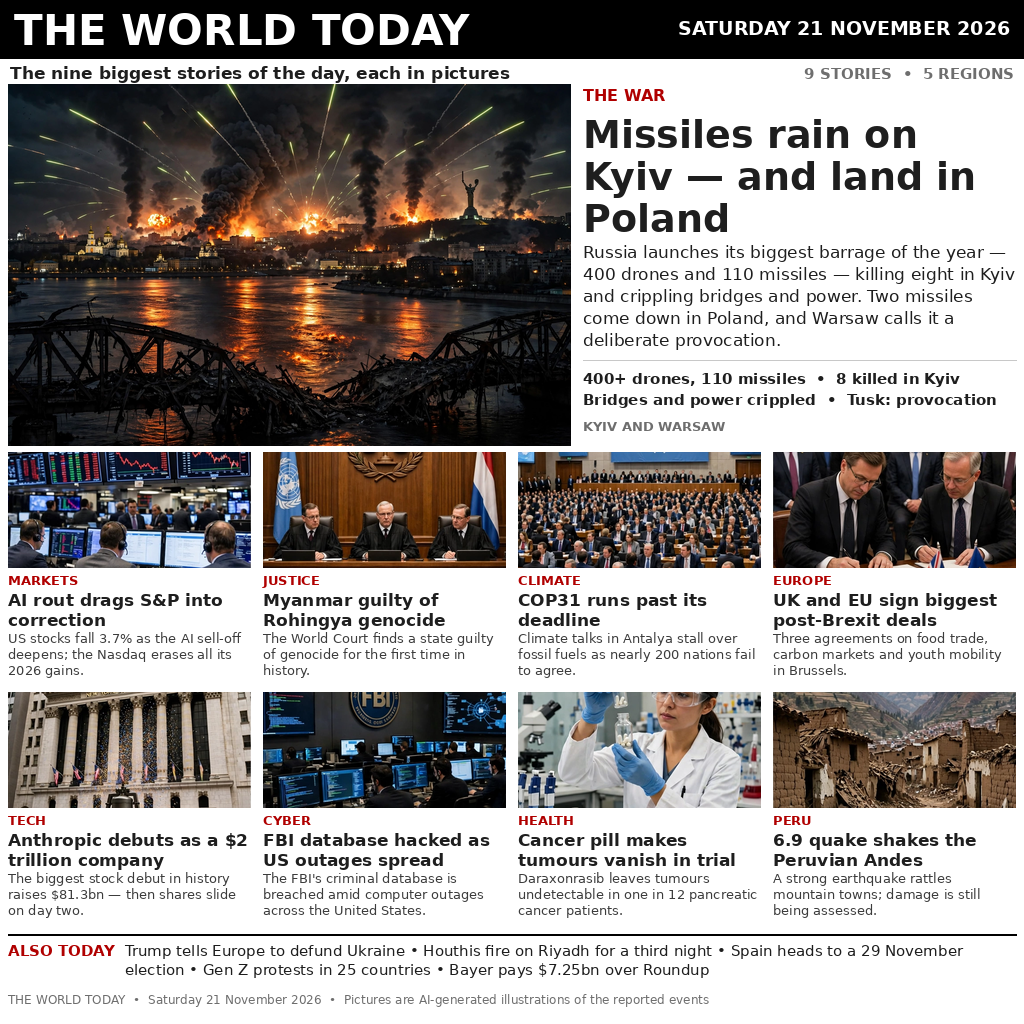 THE WORLD TODAY
SATURDAY 21 NOVEMBER 2026
The nine biggest stories of the day, each in pictures
9 STORIES • 5 REGIONS
THE WAR
Missiles rain on
Kyiv — and land in
Poland
Russia launches its biggest barrage of the year —
400 drones and 110 missiles — killing eight in Kyiv
and crippling bridges and power. Two missiles
come down in Poland, and Warsaw calls it a
deliberate provocation.
400+ drones, 110 missiles • 8 killed in Kyiv
Bridges and power crippled • Tusk: provocation
KYIV AND WARSAW
MARKETS
AI rout drags S&P into
correction
US stocks fall 3.7% as the AI sell-off
deepens; the Nasdaq erases all its
2026 gains.
JUSTICE
Myanmar guilty of
Rohingya genocide
The World Court finds a state guilty
of genocide for the first time in
history.
CLIMATE
COP31 runs past its
deadline
Climate talks in Antalya stall over
fossil fuels as nearly 200 nations fail
to agree.
EUROPE
UK and EU sign biggest
post-Brexit deals
Three agreements on food trade,
carbon markets and youth mobility
in Brussels.
FBI
TECH
Anthropic debuts as a $2
trillion company
The biggest stock debut in history
raises $81.3bn — then shares slide
on day two.
CYBER
FBI database hacked as
US outages spread
The FBI's criminal database is
breached amid computer outages
across the United States.
HEALTH
Cancer pill makes
tumours vanish in trial
Daraxonrasib leaves tumours
undetectable in one in 12 pancreatic
cancer patients.
PERU
6.9 quake shakes the
Peruvian Andes
A strong earthquake rattles
mountain towns; damage is still
being assessed.
ALSO TODAY
Trump tells Europe to defund Ukraine • Houthis fire on Riyadh for a third night • Spain heads to a 29 November
election • Gen Z protests in 25 countries • Bayer pays $7.25bn over Roundup
THE WORLD TODAY • Saturday 21 November 2026 • Pictures are AI-generated illustrations of the reported events